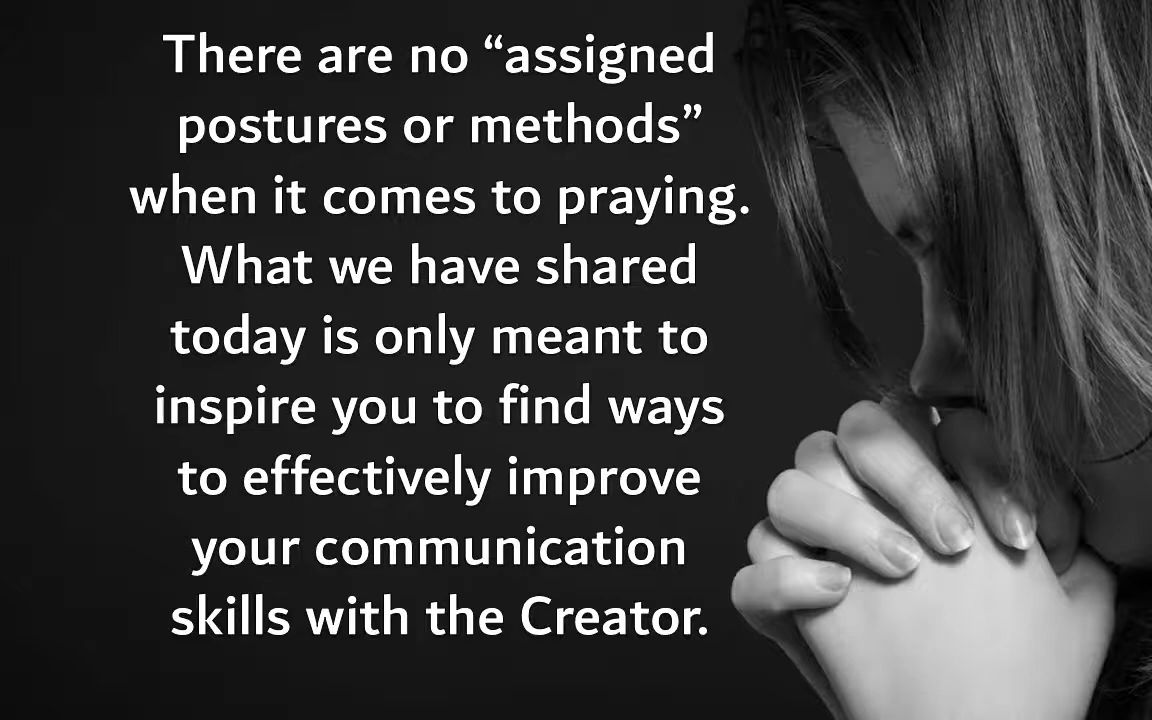 There are no “assigned
postures or methods”
when it comes to praying.
What we have shared
today is only meant to
inspire you to find ways
to effectively improve
your communication
skills with the Creator.